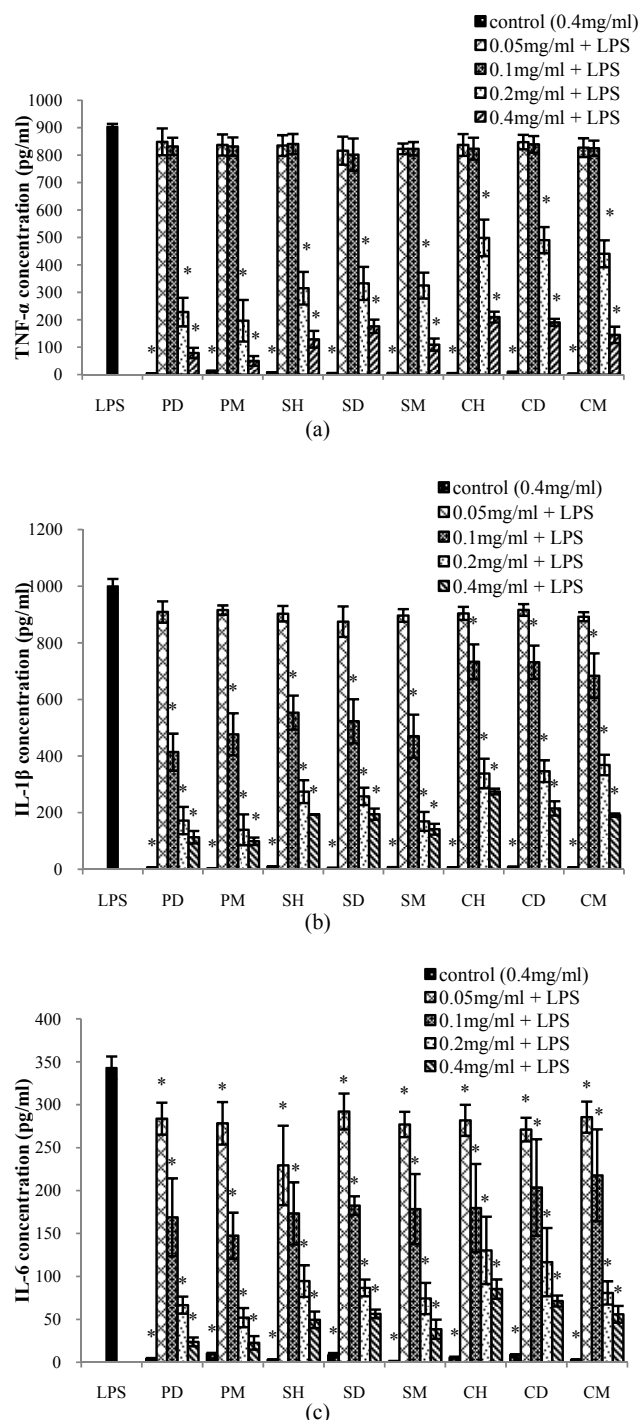 control (0.4mg/ml)
0.05mg/ml + LPS
0.1mg/ml + LPS
0.2mg/ml + LPS
0.4mg/ml + LPS
TNF-α concentration (pg/ml)
1000
900
800
700
600
500
400
300
200
100
0
* * * * * * * * * * * * * * * * * * * * * * * *
LPS PD PM SH SD SM CH CD CM
(a)
control (0.4mg/ml)
0.05mg/ml + LPS
0.1mg/ml + LPS
0.2mg/ml + LPS
0.4mg/ml + LPS
IL-1β concentration (pg/ml)
1200
1000
800
600
400
200
0
* * * * * * * * * * * * * * * * * * * * * * * * * * * * * * * *
LPS PD PM SH SD SM CH CD CM
(b)
control (0.4mg/ml)
0.05mg/ml + LPS
0.1mg/ml + LPS
0.2mg/ml + LPS
0.4mg/ml + LPS
IL-6 concentration (pg/ml)
400
350
300
250
200
150
100
50
0
* * * * * * * * * * * * * * * * * * * * * * * * * * * * * * * * * * * * * * * *
LPS PD PM SH SD SM CH CD CM
(c)